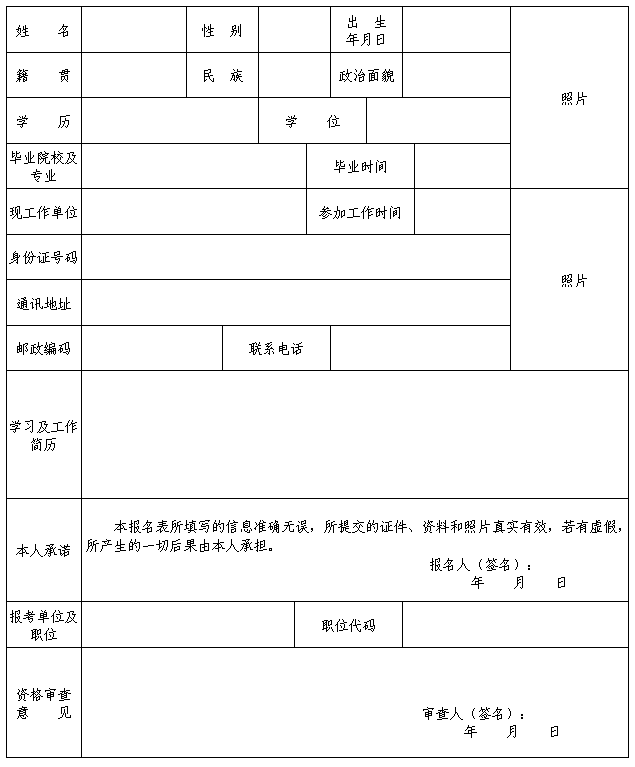 姓 名
性 别
出 生
年月日
照片
籍 贯
民 族
政治面貌
学 历
学 位
毕业院校及
专业
毕业时间
现工作单位
参加工作时间
照片
身份证号码
通讯地址
邮政编码
联系电话
学习及工作
简历
本人承诺
本报名表所填写的信息准确无误，所提交的证件、资料和照片真实有效，若有虚假，
所产生的一切后果由本人承担。
报名人（签名）：
年 月 日
报考单位及
职位
职位代码
资格审查
意 见
审查人（签名）：
年 月 日